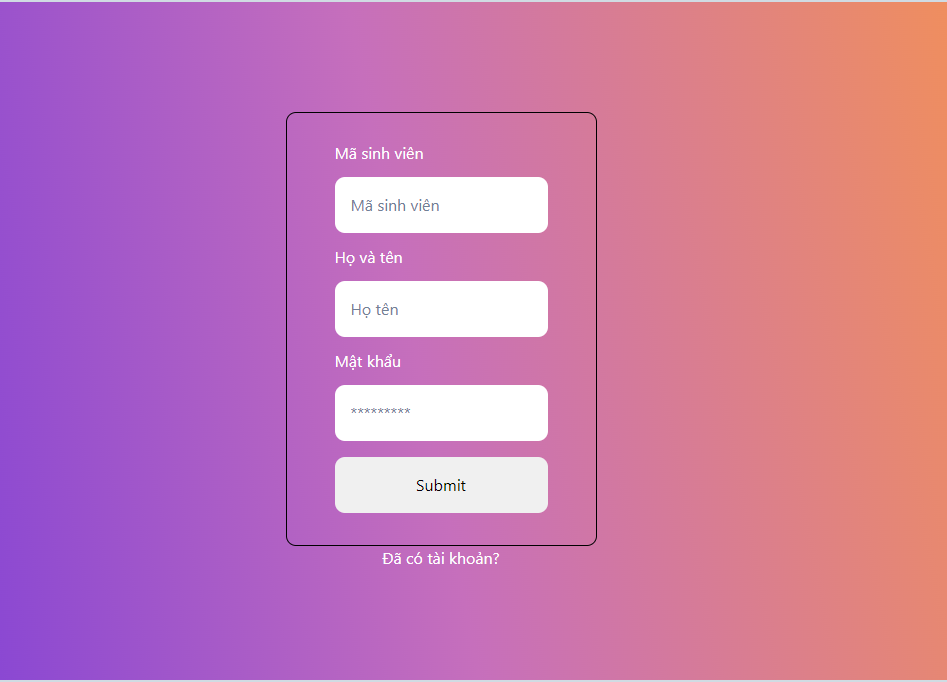 Mã sinh viên
Mã sinh viên
Họ và tên
Họ tên
Mật khẩu
*********
Submit
Đã có tài khoản?